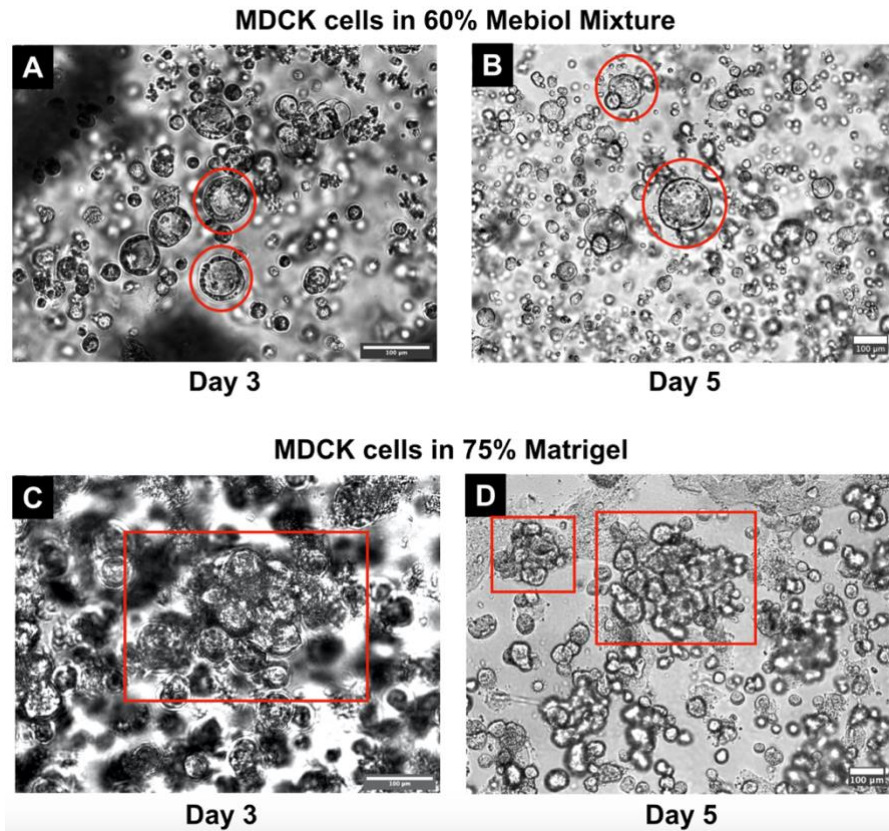 MDCK cells in 60% Mebiol Mixture
A
B
100 μm
100 μm
Day 3
Day 5
MDCK cells in 75% Matrigel
C
D
100 μm
100 μm
Day 3
Day 5